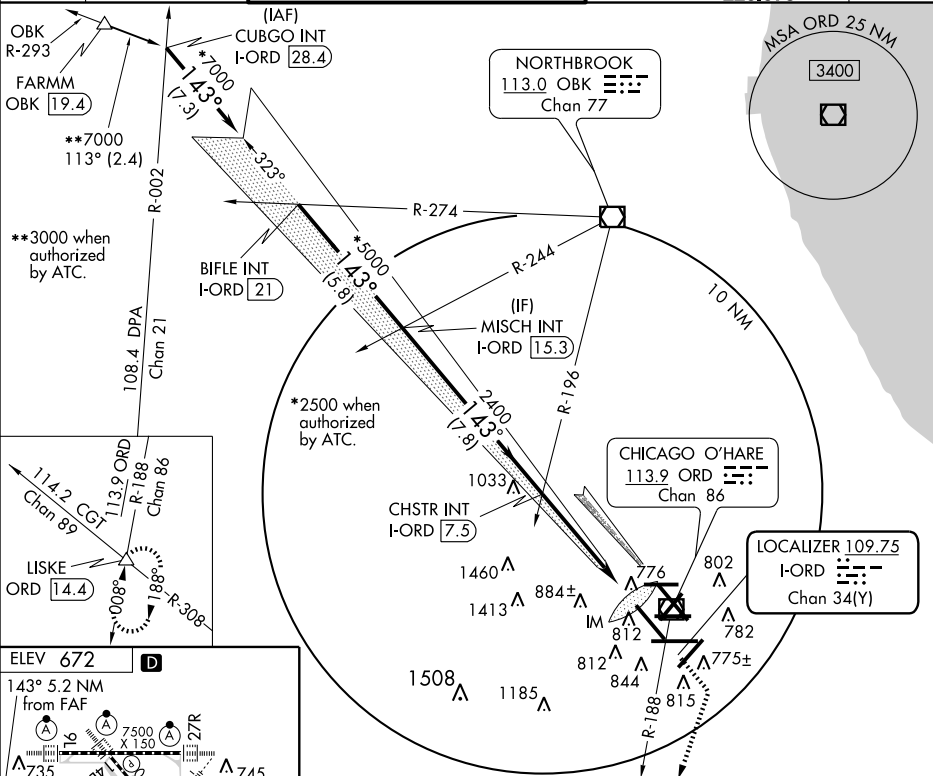 OBK
R-293
FARMM
OBK 19.4
**7000
113° (2.4)
(IAF)
CUBGO INT
I-ORD 28.4
*7000
143°
(7.3)
323°
NORTHBROOK
113.0 OBK
Chan 77
MSA ORD 25 NM
3400
R-002
108.4 DPA
Chan 21
**3000 when
authorized
by ATC.
R-274
BIFLE INT
I-ORD 21
*5000
143°
(5.8)
R-244
(IF)
MISCH INT
I-ORD 15.3
10 NM
R-196
*2500 when
authorized
by ATC.
2400
143°
(7.8)
1033
CHSTR INT
I-ORD 7.5
CHICAGO O'HARE
113.9 ORD
Chan 86
LOCALIZER 109.75
I-ORD
Chan 34(Y)
114.2 CGT
Chan 89
113.9 ORD
R-188
Chan 86
LISKE
ORD 14.4
008°
188°
R-308
1460
1413
884±
776
802
IM
812
782
812
844
775±
815
1508
1185
R-188
ELEV 672
D
143° 5.2 NM
from FAF
A
A
A
7500
X 150
9L
27R
P
735
745